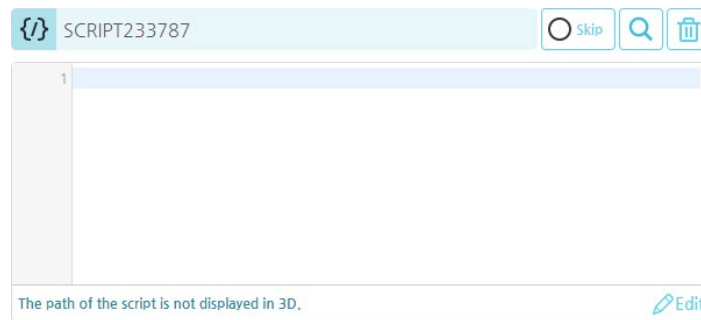 {/} SCRIPT233787 Skip
1
The path of the script is not displayed in 3D. Edit